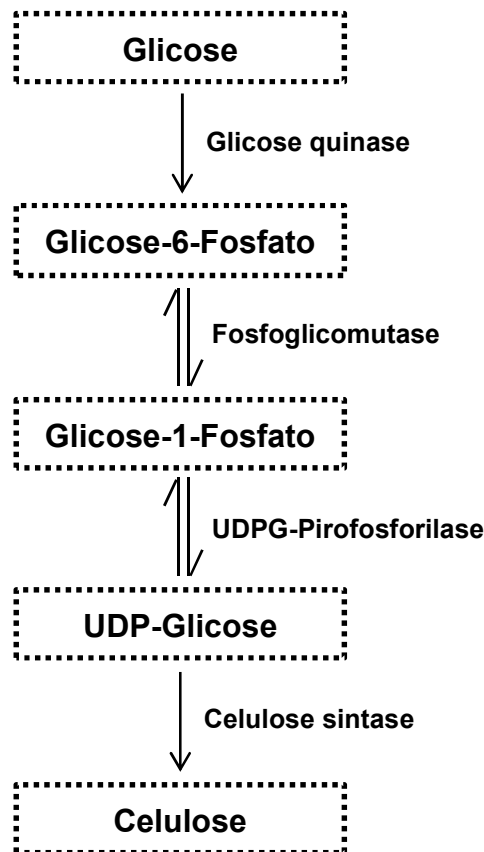 Glicose
Glicose quinase
Glicose-6-Fosfato
Fosfoglicomutase
Glicose-1-Fosfato
UDPG-Pirofosforilase
UDP-Glicose
Celulose sintase
Celulose